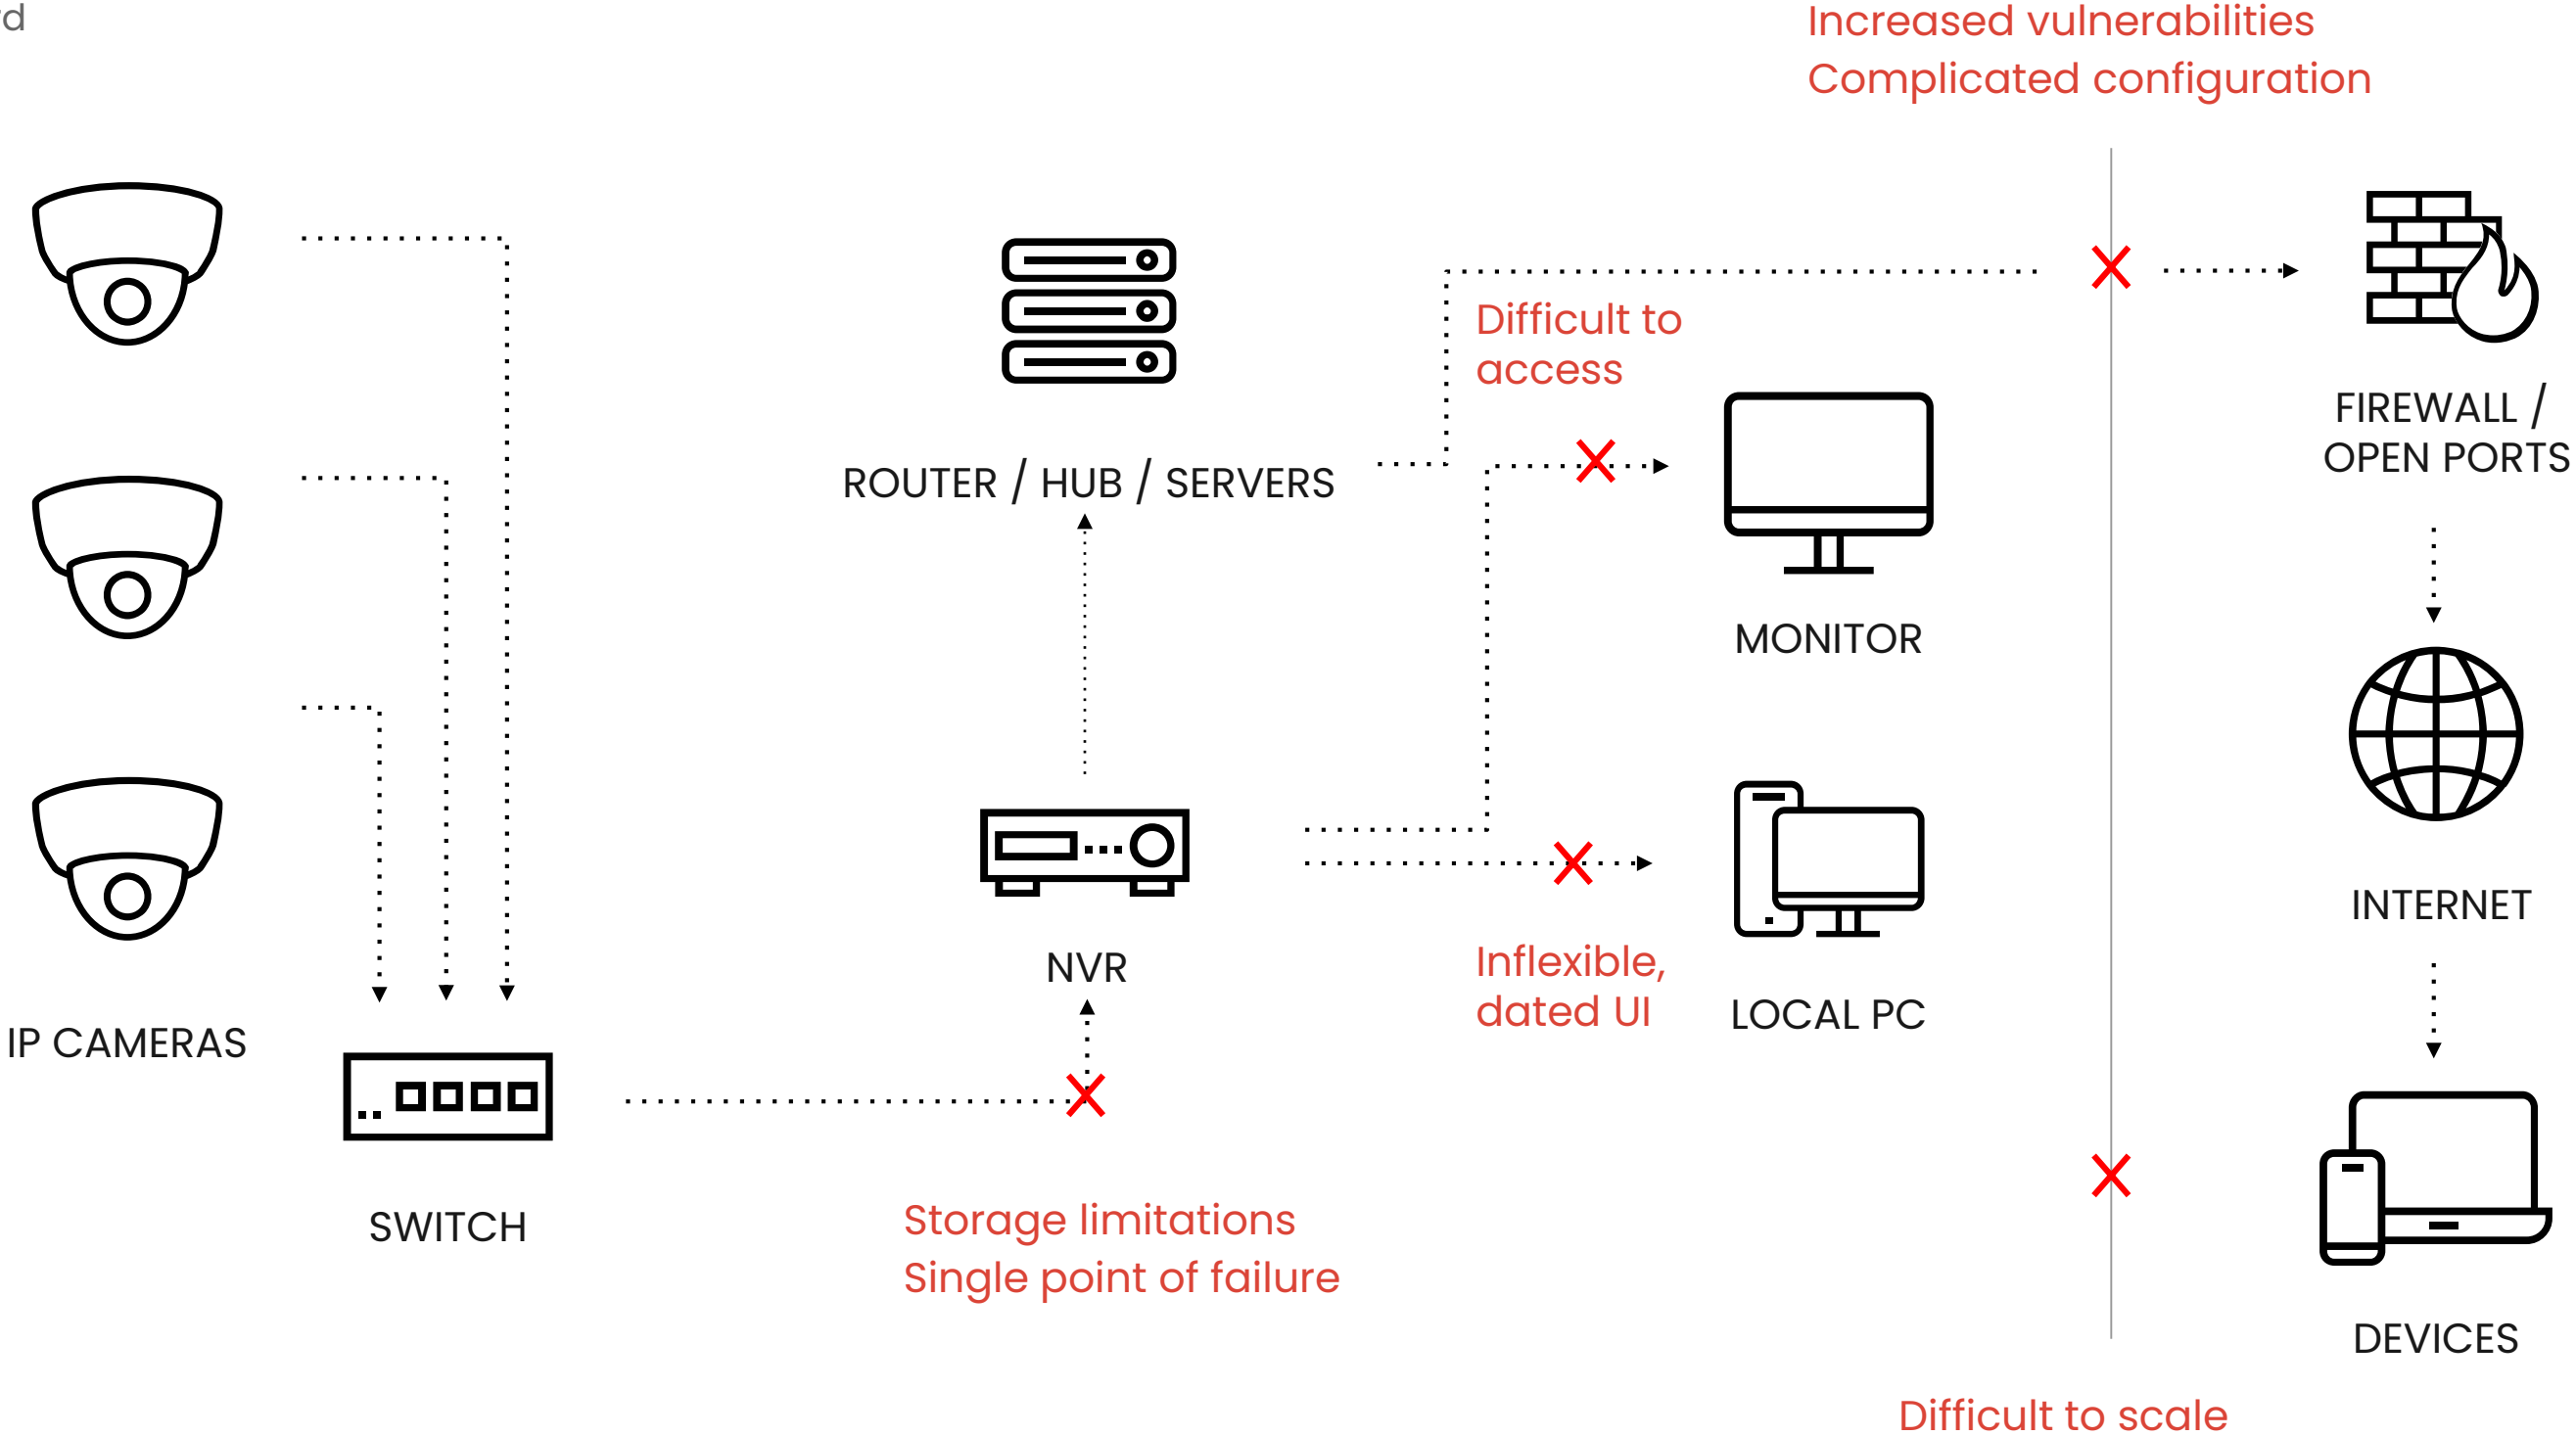 Increased vulnerabilities
Complicated configuration
Difficult to
access
FIREWALL /
OPEN PORTS
ROUTER / HUB / SERVERS
MONITOR
INTERNET
NVR
Inflexible,
dated UI
LOCAL PC
IP CAMERAS
SWITCH
Storage limitations
Single point of failure
DEVICES
Difficult to scale